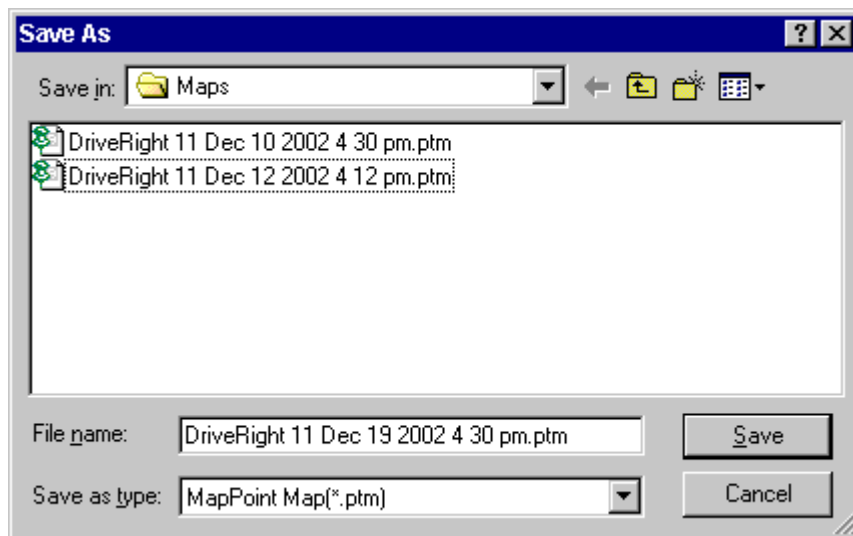 Save As
Save in: Maps
DriveRight 11 Dec 10 2002 4 30 pm.ptm
DriveRight 11 Dec 12 2002 4 12 pm.ptm
File name: DriveRight 11 Dec 19 2002 4 30 pm.ptm Save
Save as type: MapPoint Map(*.ptm) Cancel